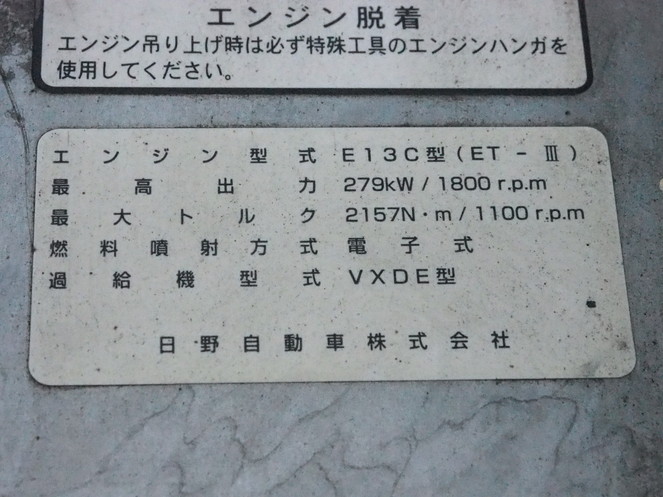 エンジン脱着
エンジン吊り上げ時は必ず特殊工具のエンジンハンガを
使用してください。
エンジン型式 E13C型(ET-Ⅲ)
最高出力 279kW/1800r.p.m
最大トルク 2157N・m/1100r.p.m
燃料噴射方式 電子式
過給機型式 VXDE型
日野自動車株式会社